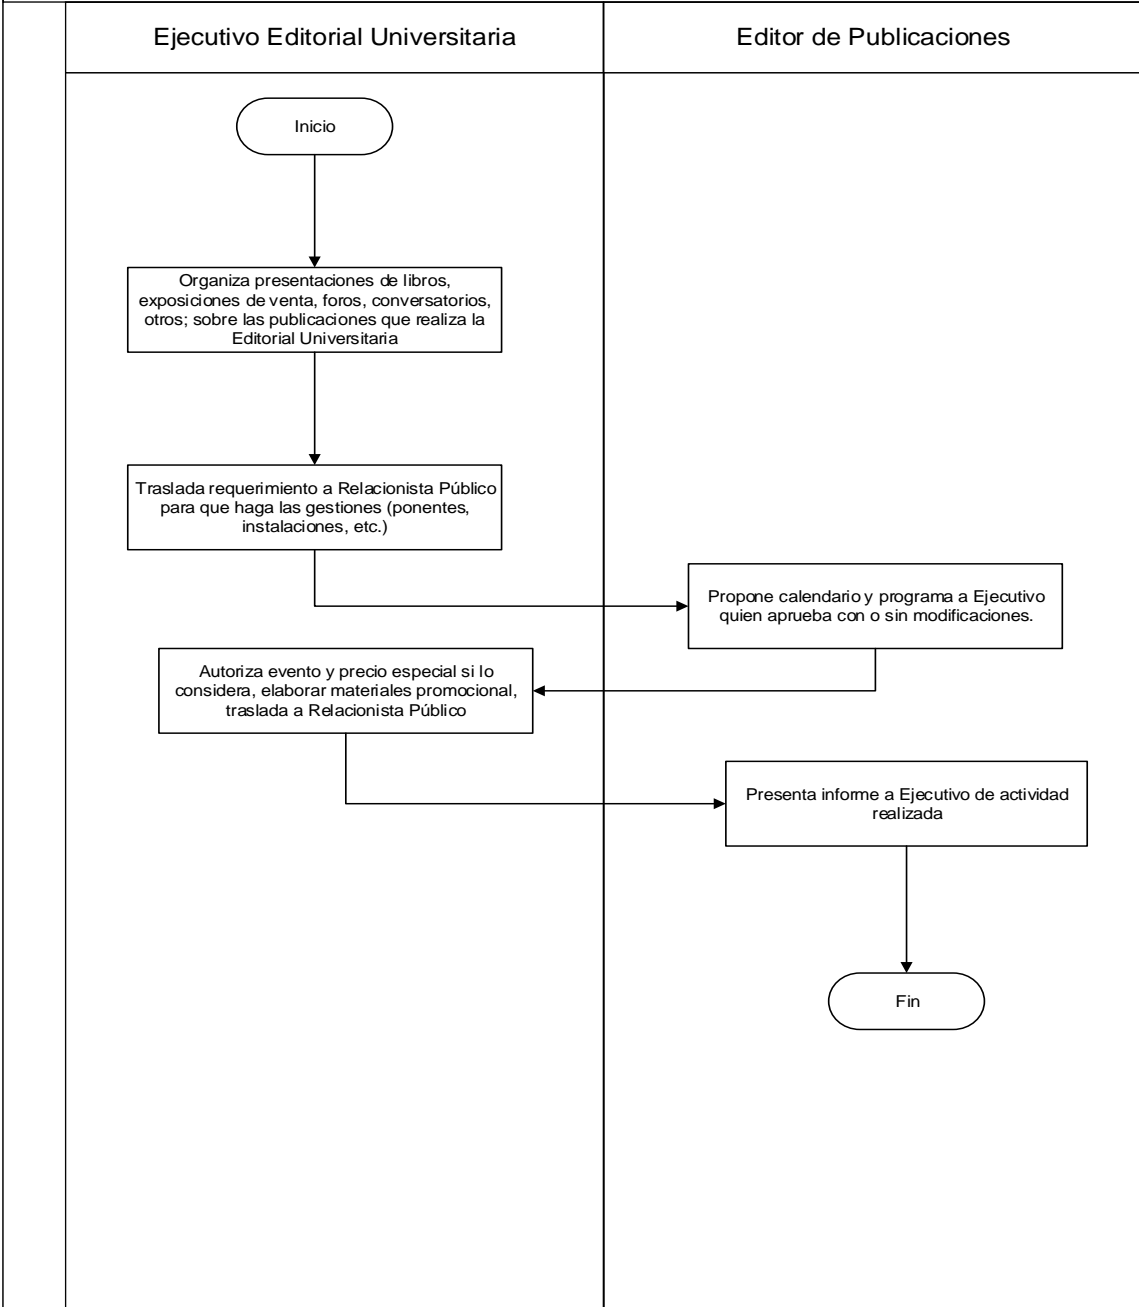 Ejecutivo Editorial Universitaria
Editor de Publicaciones
Inicio
Organiza presentaciones de libros,
exposiciones de venta, foros, conversatorios,
otros; sobre las publicaciones que realiza la
Editorial Universitaria
Traslada requerimiento a Relacionista Público
para que haga las gestiones (ponentes,
instalaciones, etc.)
Propone calendario y programa a Ejecutivo
quien aprueba con o sin modificaciones.
Autoriza evento y precio especial si lo
considera, elaborar materiales promocional,
traslada a Relacionista Público
Presenta informe a Ejecutivo de actividad
realizada
Fin